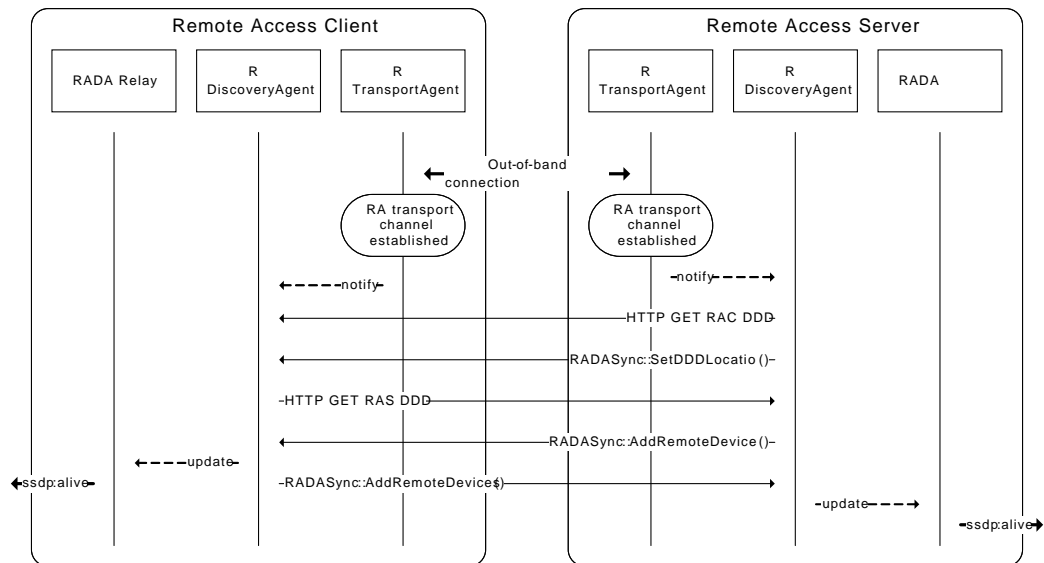 Remote Access Client
Remote Access Server
RADA Relay
R
DiscoveryAgent
R
TransportAgent
R
TransportAgent
R
DiscoveryAgent
RADA
Out-of-band
connection
RA transport
channel
established
RA transport
channel
established
notify
notify
HTTP GET RAC DDD
RADASync::SetDDDLocatio ()
HTTP GET RAS DDD
RADASync::AddRemoteDevice()
update
ssdp:alive
RADASync::AddRemoteDevices()
update
ssdp:alive